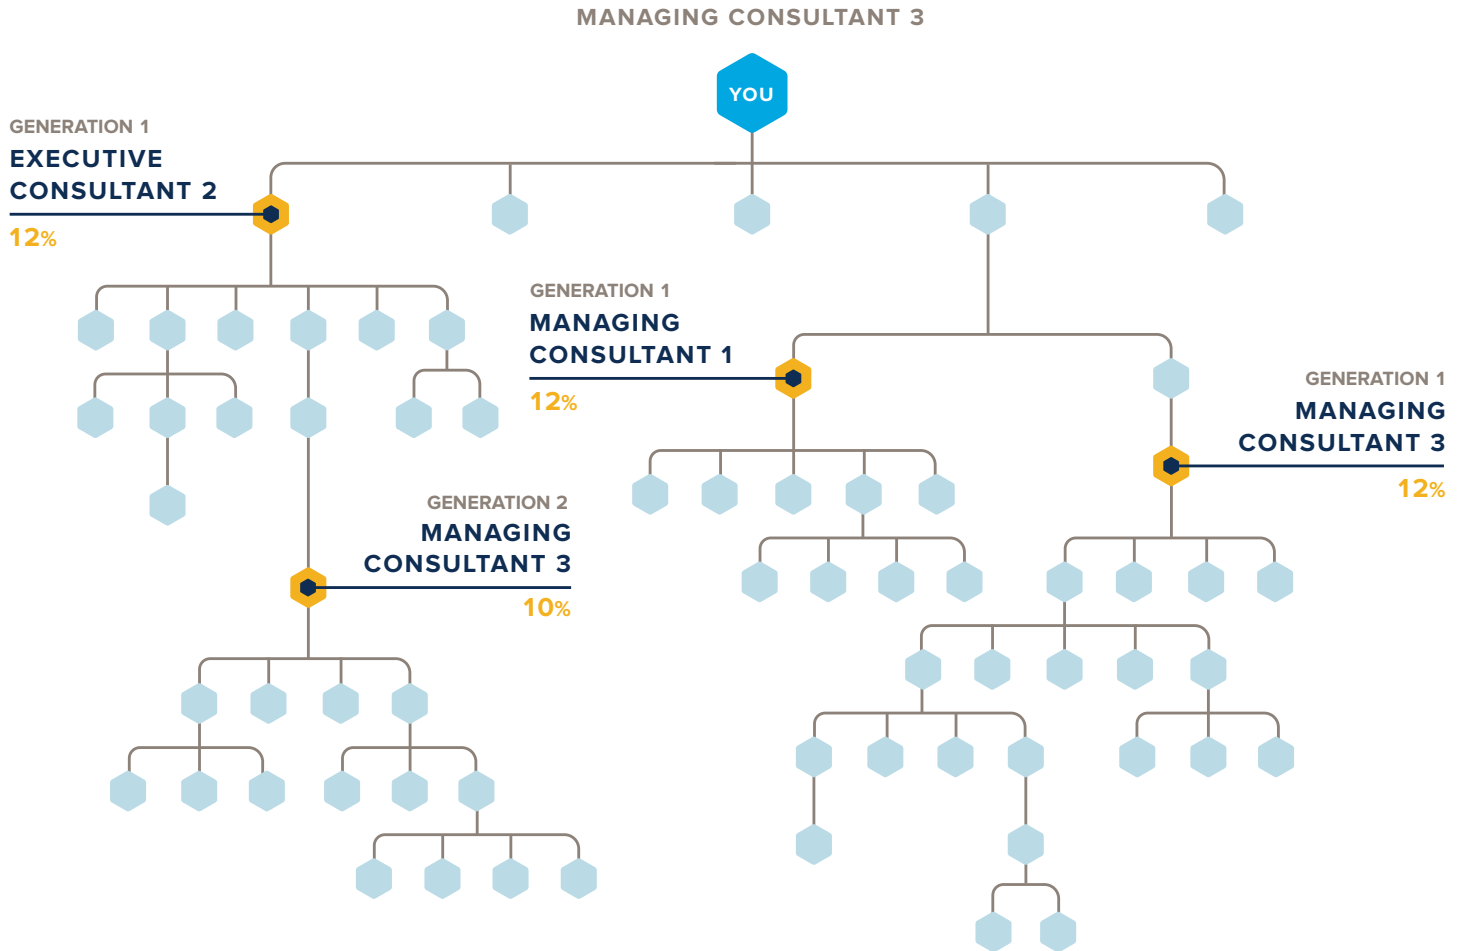 MANAGING CONSULTANT 3
YOU
GENERATION 1
EXECUTIVE
CONSULTANT 2
12%
GENERATION 1
MANAGING
CONSULTANT 1
12%
GENERATION 1
MANAGING
CONSULTANT 3
12%
GENERATION 2
MANAGING
CONSULTANT 3
10%